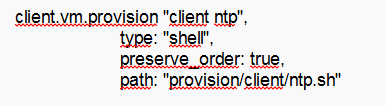 client.vm.provision "client ntp",
type: "shell",
preserve_order: true,
path: "provision/client/ntp.sh"